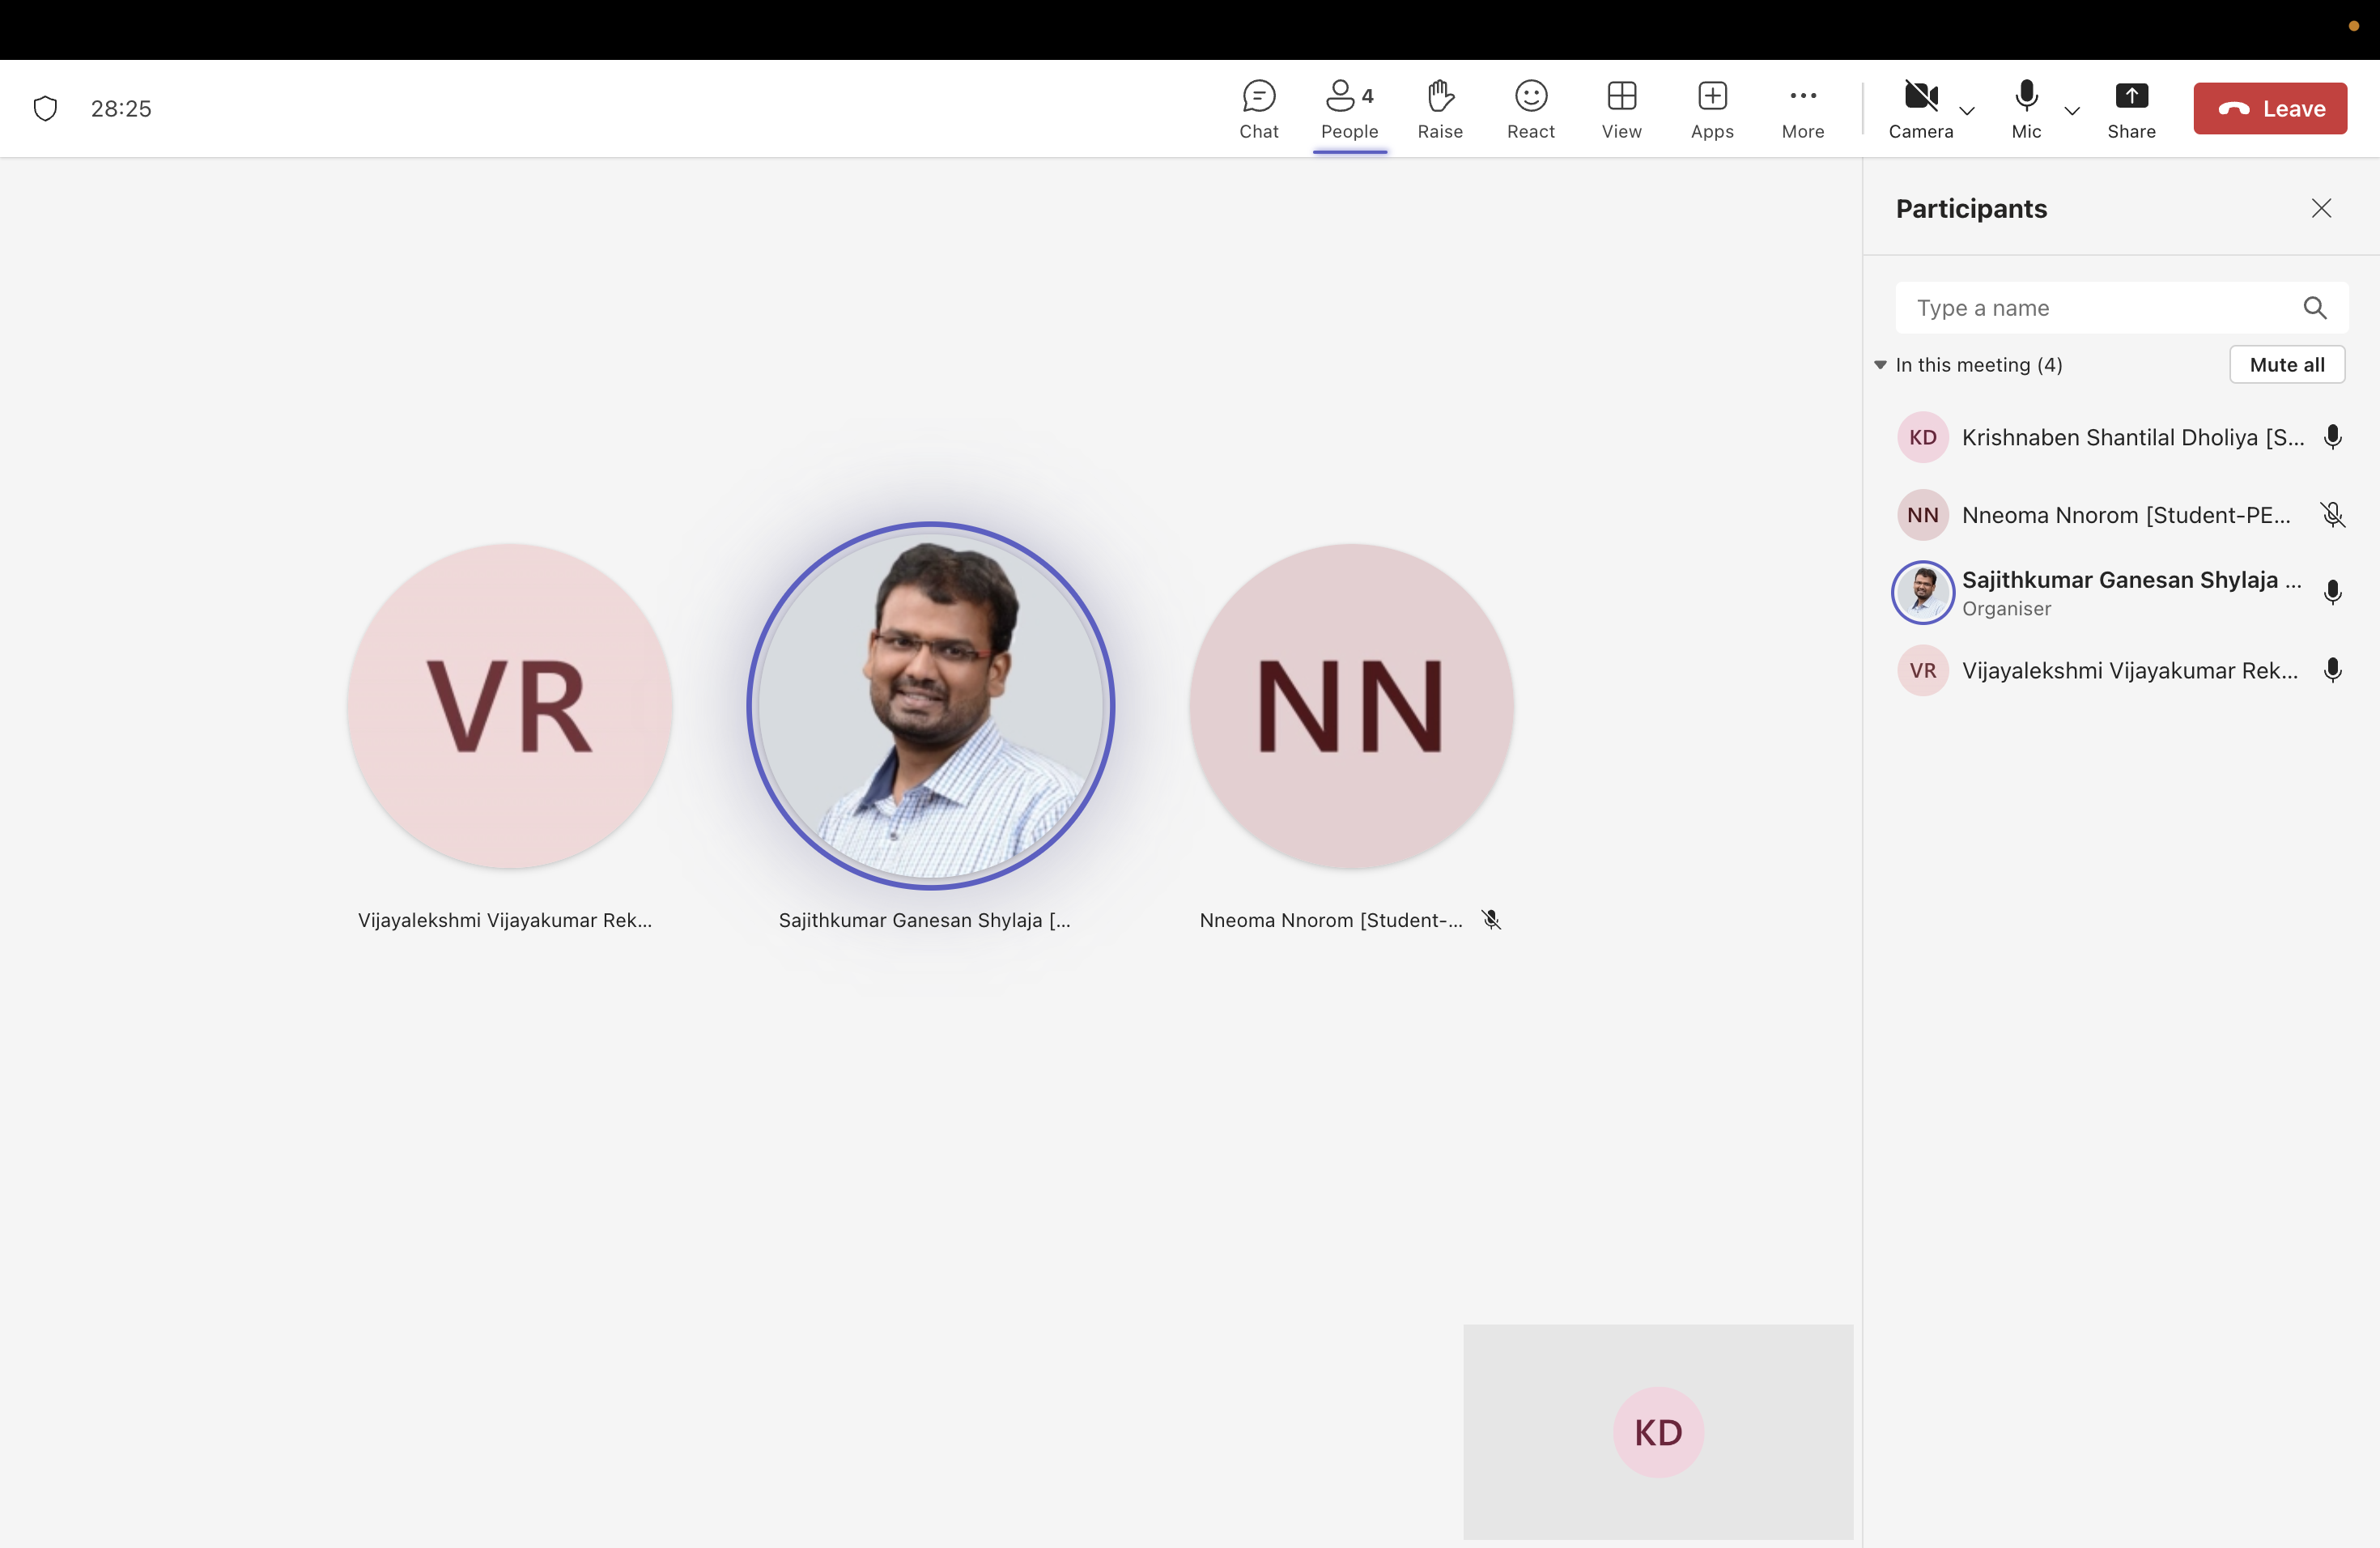 28:25
Chat
4
People
Raise
React
View
Apps
More
Camera
Mic
Share
Leave
Participants
Type a name
In this meeting (4)
Mute all
KD
Krishnaben Shantilal Dholiya [S...
NN
Nneoma Nnorom [Student-PE...
Sajithkumar Ganesan Shylaja ...
Organiser
VR
Vijayalekshmi Vijayakumar Rek...
VR
NN
Vijayalekshmi Vijayakumar Rek...
Sajithkumar Ganesan Shylaja [...
Nneoma Nnorom [Student-...
KD